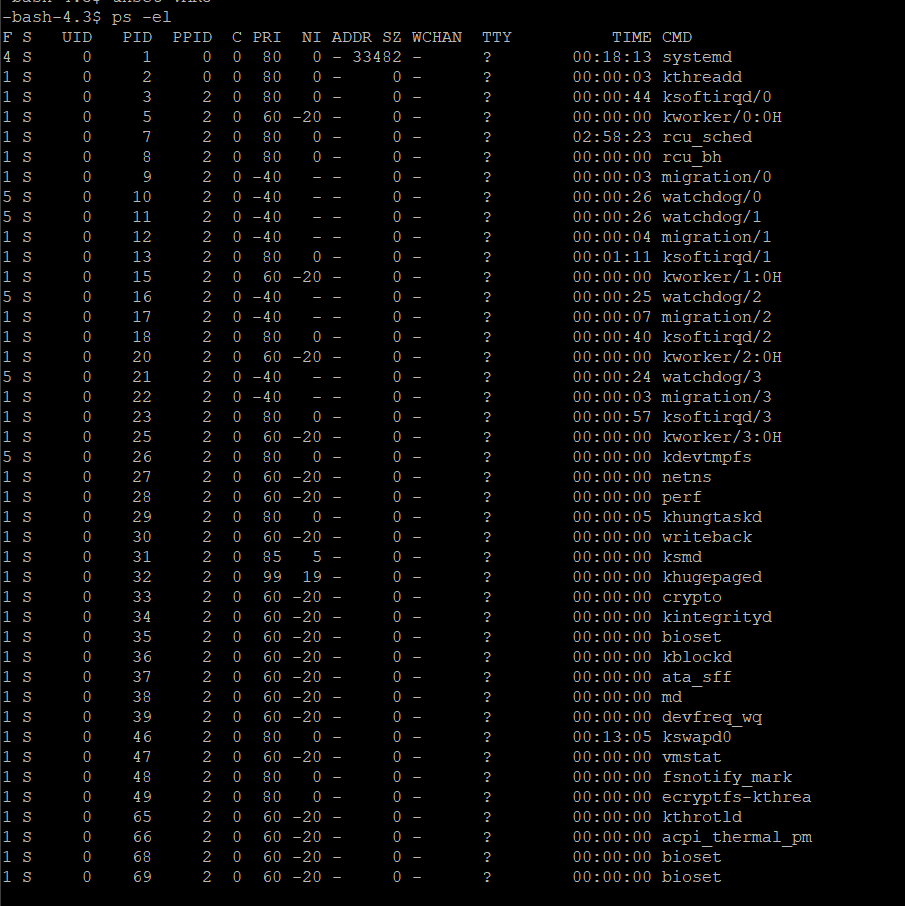 -bash-4.3$ ps -el
F S   UID   PID  PPID  C PRI  NI ADDR SZ WCHAN  TTY          TIME CMD
4 S     0     1     0  0  80   0 - 33482 -      ?        00:18:13 systemd
1 S     0     2     0  0  80   0 -     0 -      ?        00:00:03 kthreadd
1 S     0     3     2  0  80   0 -     0 -      ?        00:00:44 ksoftirqd/0
1 S     0     5     2  0  60 -20 -     0 -      ?        00:00:00 kworker/0:0H
1 S     0     7     2  0  80   0 -     0 -      ?        02:58:23 rcu_sched
1 S     0     8     2  0  80   0 -     0 -      ?        00:00:00 rcu_bh
1 S     0     9     2  0 -40   - -     0 -      ?        00:00:03 migration/0
5 S     0    10     2  0 -40   - -     0 -      ?        00:00:26 watchdog/0
5 S     0    11     2  0 -40   - -     0 -      ?        00:00:26 watchdog/1
1 S     0    12     2  0 -40   - -     0 -      ?        00:00:04 migration/1
1 S     0    13     2  0  80   0 -     0 -      ?        00:01:11 ksoftirqd/1
1 S     0    15     2  0  60 -20 -     0 -      ?        00:00:00 kworker/1:0H
5 S     0    16     2  0 -40   - -     0 -      ?        00:00:25 watchdog/2
1 S     0    17     2  0 -40   - -     0 -      ?        00:00:07 migration/2
1 S     0    18     2  0  80   0 -     0 -      ?        00:00:40 ksoftirqd/2
1 S     0    20     2  0  60 -20 -     0 -      ?        00:00:00 kworker/2:0H
5 S     0    21     2  0 -40   - -     0 -      ?        00:00:24 watchdog/3
1 S     0    22     2  0 -40   - -     0 -      ?        00:00:03 migration/3
1 S     0    23     2  0  80   0 -     0 -      ?        00:00:57 ksoftirqd/3
1 S     0    25     2  0  60 -20 -     0 -      ?        00:00:00 kworker/3:0H
5 S     0    26     2  0  80   0 -     0 -      ?        00:00:00 kdevtmpfs
1 S     0    27     2  0  60 -20 -     0 -      ?        00:00:00 netns
1 S     0    28     2  0  60 -20 -     0 -      ?        00:00:00 perf
1 S     0    29     2  0  80   0 -     0 -      ?        00:00:05 khungtaskd
1 S     0    30     2  0  60 -20 -     0 -      ?        00:00:00 writeback
1 S     0    31     2  0  85   5 -     0 -      ?        00:00:00 ksmd
1 S     0    32     2  0  99  19 -     0 -      ?        00:00:00 khugepaged
1 S     0    33     2  0  60 -20 -     0 -      ?        00:00:00 crypto
1 S     0    34     2  0  60 -20 -     0 -      ?        00:00:00 kintegrityd
1 S     0    35     2  0  60 -20 -     0 -      ?        00:00:00 bioset
1 S     0    36     2  0  60 -20 -     0 -      ?        00:00:00 kblockd
1 S     0    37     2  0  60 -20 -     0 -      ?        00:00:00 ata_sff
1 S     0    38     2  0  60 -20 -     0 -      ?        00:00:00 md
1 S     0    39     2  0  60 -20 -     0 -      ?        00:00:00 devfreq_wq
1 S     0    46     2  0  80   0 -     0 -      ?        00:13:05 kswapd0
1 S     0    47     2  0  60 -20 -     0 -      ?        00:00:00 vmstat
1 S     0    48     2  0  80   0 -     0 -      ?        00:00:00 fsnotify_mark
1 S     0    49     2  0  80   0 -     0 -      ?        00:00:00 ecryptfs-kthrea
1 S     0    65     2  0  60 -20 -     0 -      ?        00:00:00 kthrotld
1 S     0    66     2  0  60 -20 -     0 -      ?        00:00:00 acpi_thermal_pm
1 S     0    68     2  0  60 -20 -     0 -      ?        00:00:00 bioset
1 S     0    69     2  0  60 -20 -     0 -      ?        00:00:00 bioset